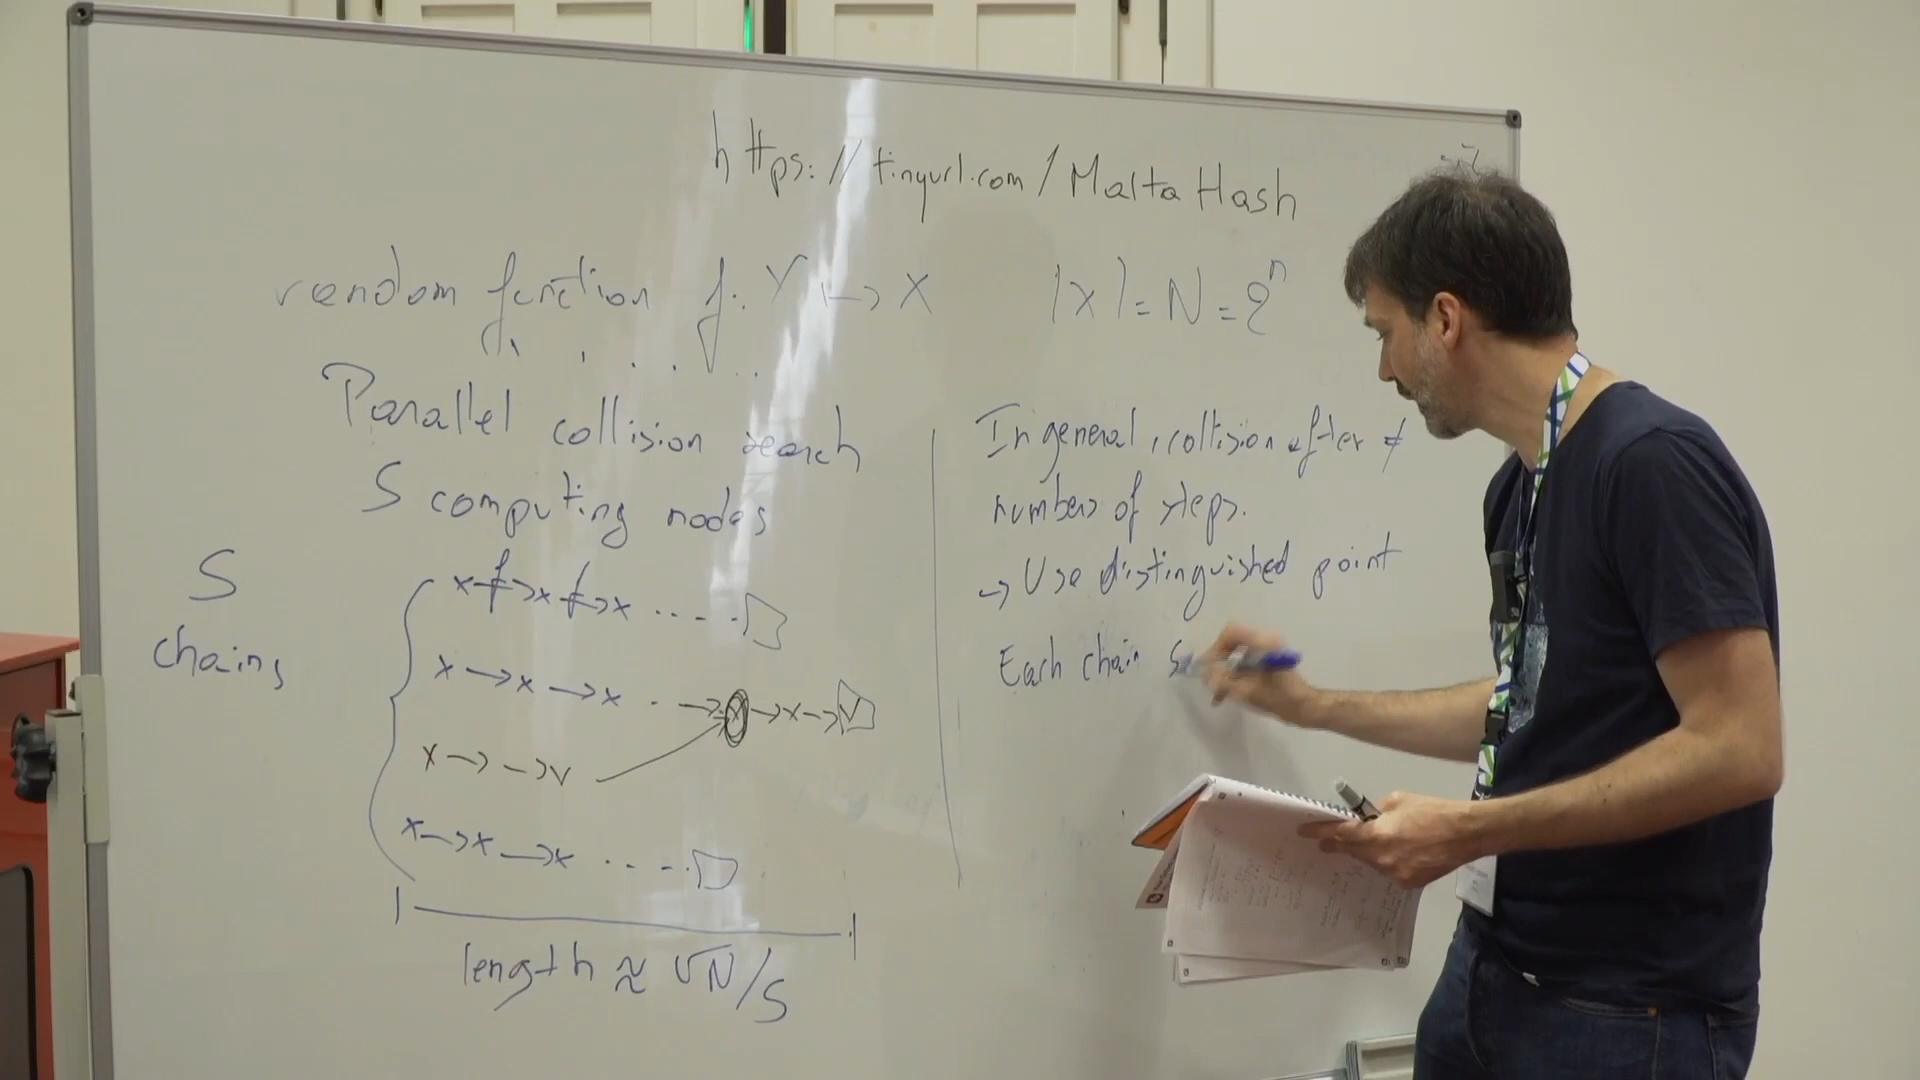 https://tinyurl.com/MaltaHash
random function f: X → X |X| = N = 2^n
Parallel collision search
S computing nodes
S
chains
x f→ x f→ x ....
x → x → x . → x → x →
x → → x
x → x → x ...
length ≈ √N/S
In general, collision after ≠
numbers of steps.
→ Use distinguished point
Each chain s